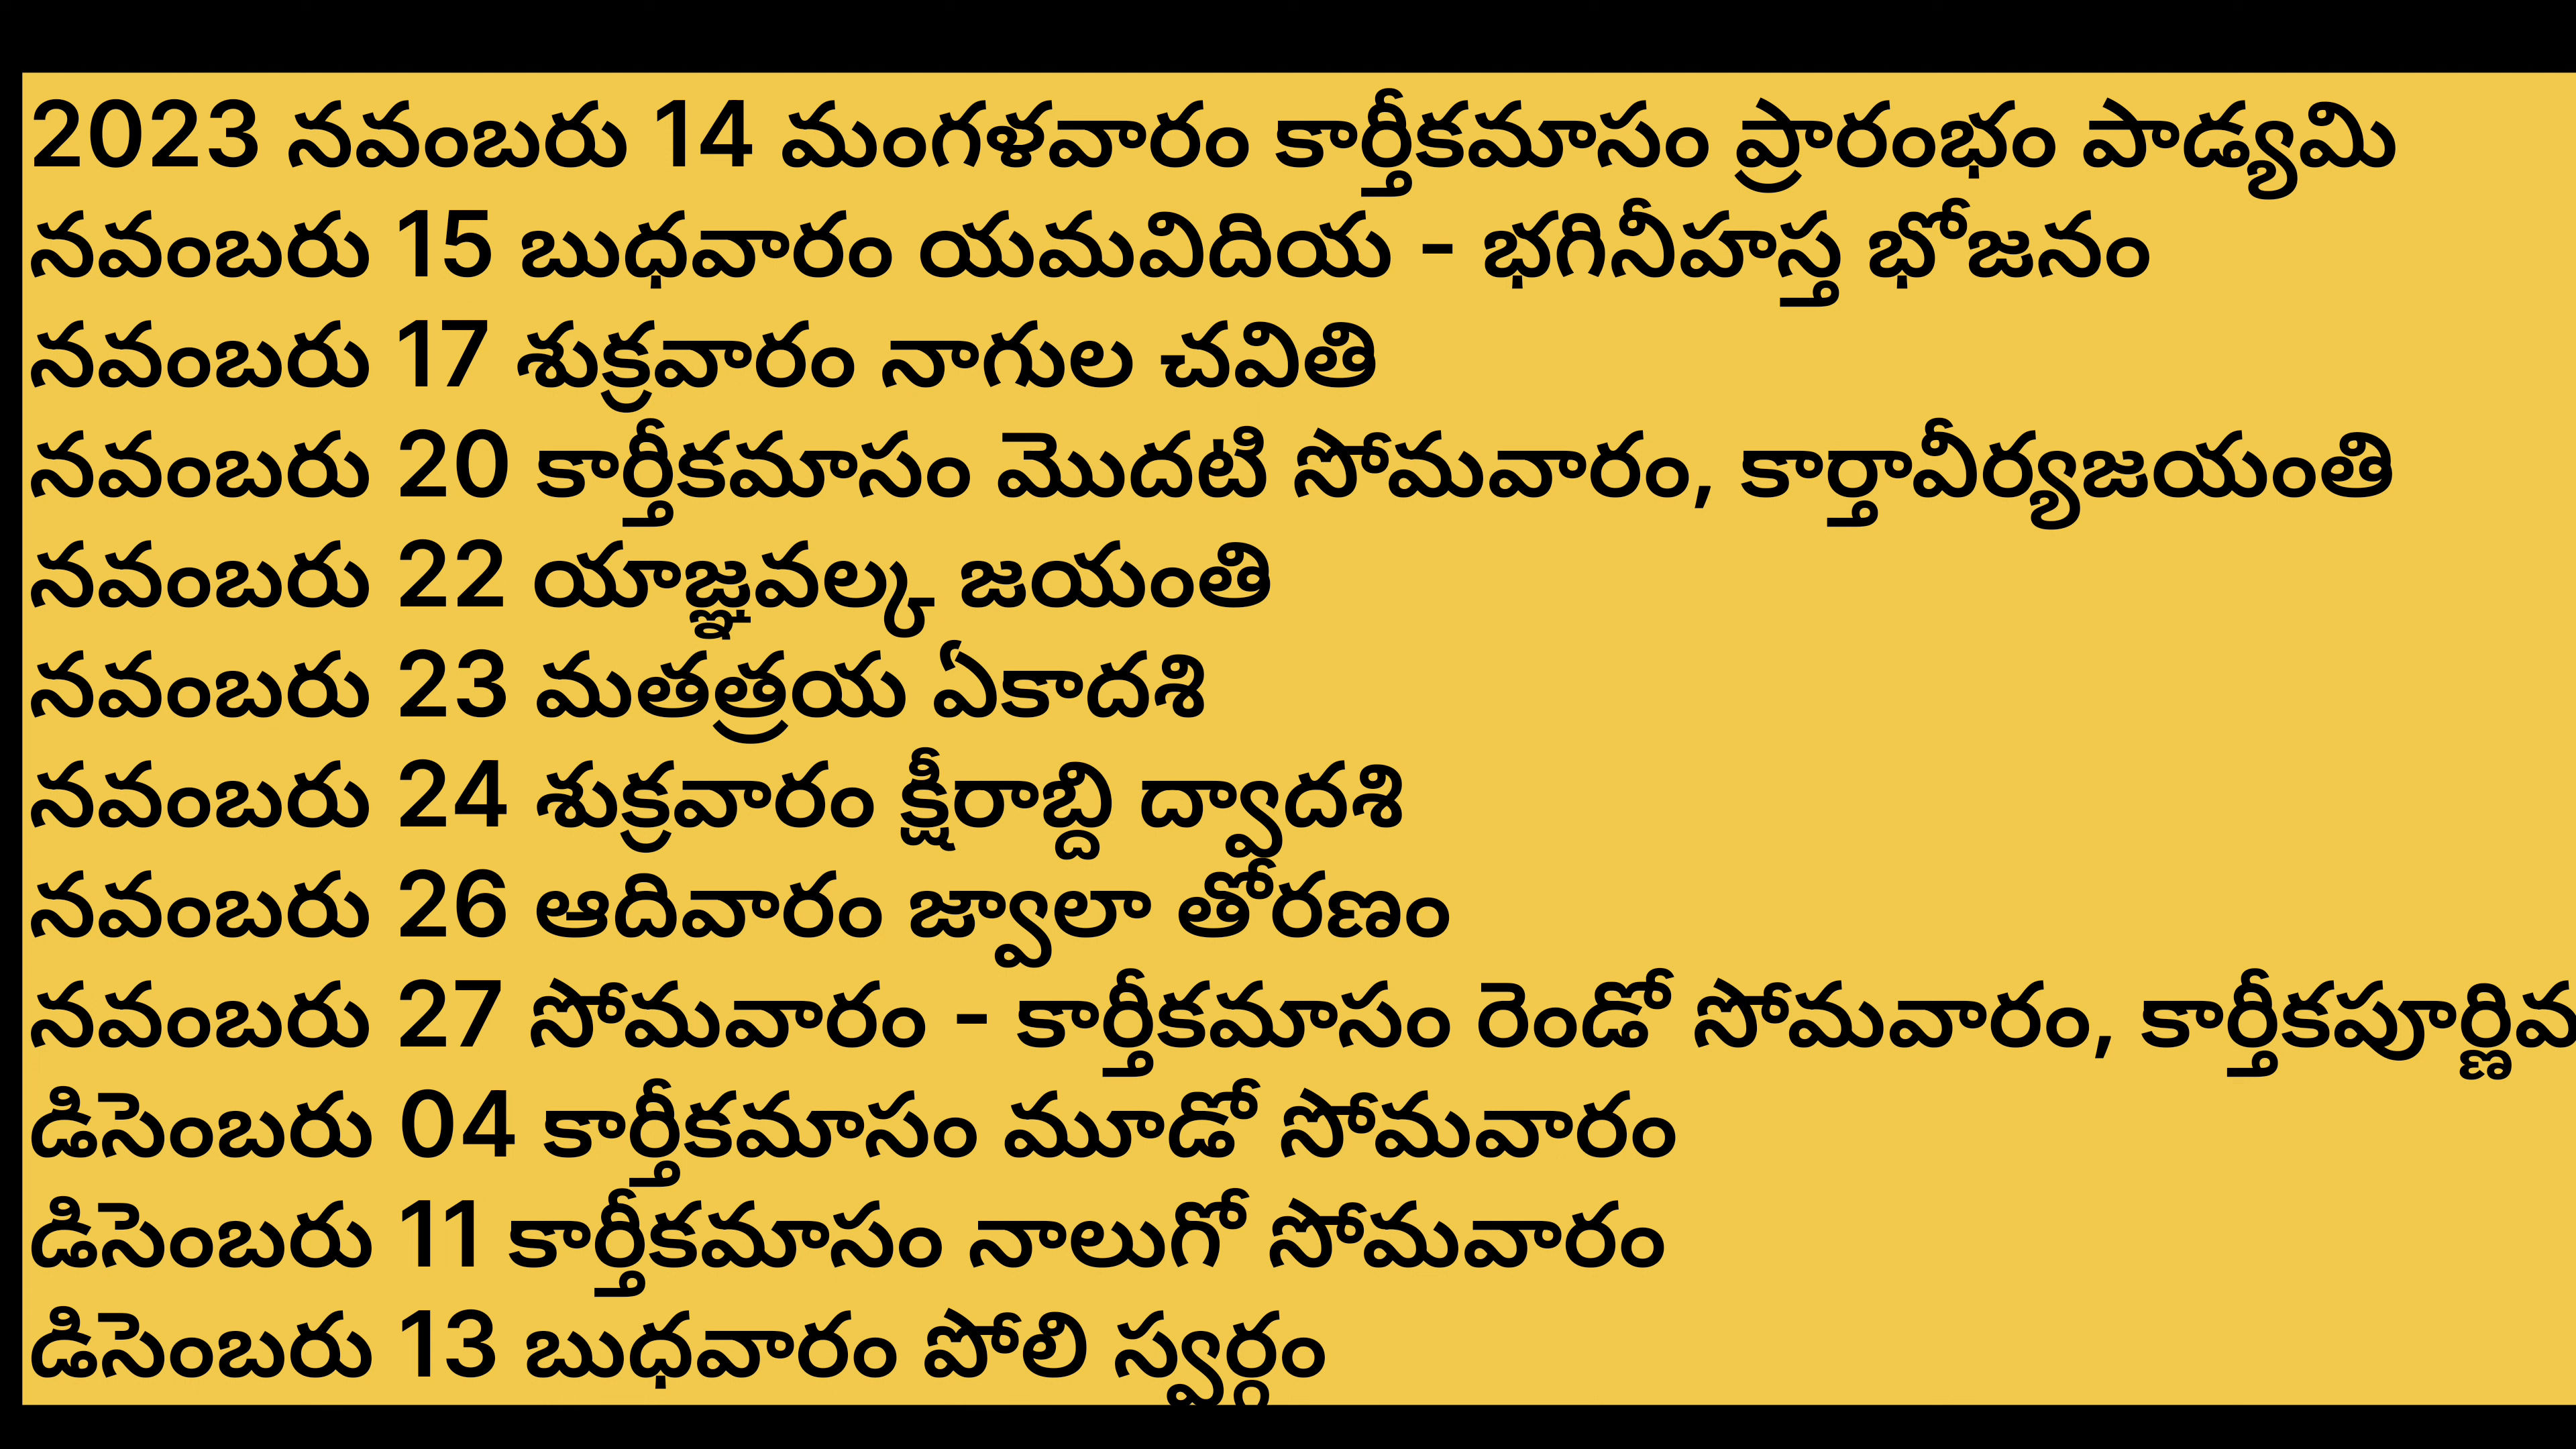 2023 నవంబరు 14 మంగళవారం కార్తీకమాసం ప్రారంభం పాడ్యమి
నవంబరు 15 బుధవారం యమవిదియ - భగినీహస్త భోజనం
నవంబరు 17 శుక్రవారం నాగుల చవితి
నవంబరు 20 కార్తీకమాసం మొదటి సోమవారం, కార్తావీర్యజయంతి
నవంబరు 22 యాజ్ఞవల్క జయంతి
నవంబరు 23 మతత్రయ ఏకాదశి
నవంబరు 24 శుక్రవారం క్షీరాబ్ది ద్వాదశి
నవంబరు 26 ఆదివారం జ్వాలా తోరణం
నవంబరు 27 సోమవారం - కార్తీకమాసం రెండో సోమవారం,
డిసెంబరు 04 కార్తీకమాసం మూడో సోమవారం
డిసెంబరు 11 కార్తీకమాసం నాలుగో సోమవారం
డిసెంబరు 13 బుధవారం పోలి స్వర్గం